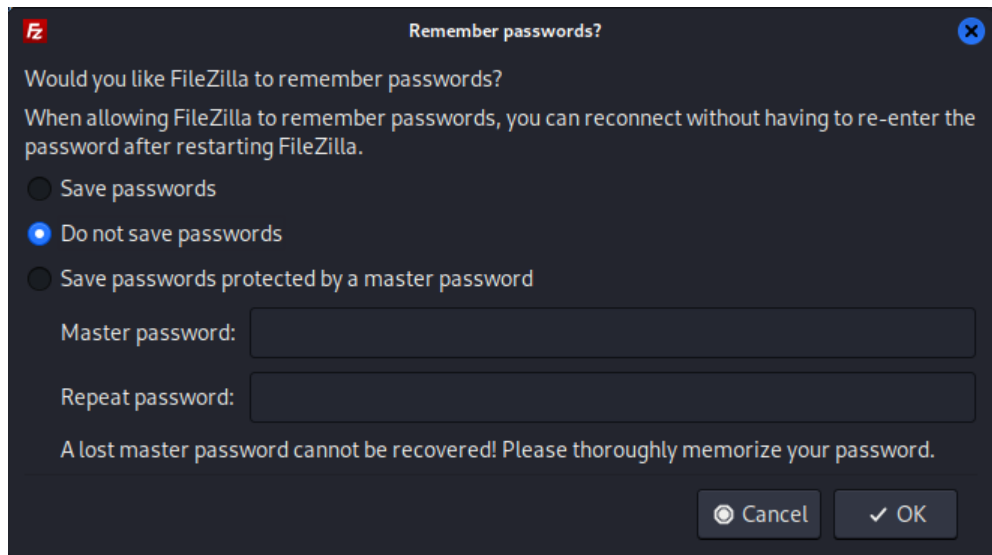 Fz
Remember passwords?
Would you like FileZilla to remember passwords?
When allowing FileZilla to remember passwords, you can reconnect without having to re-enter the
password after restarting FileZilla.
Save passwords
Do not save passwords
Save passwords protected by a master password
Master password:
Repeat password:
A lost master password cannot be recovered! Please thoroughly memorize your password.
Cancel
OK